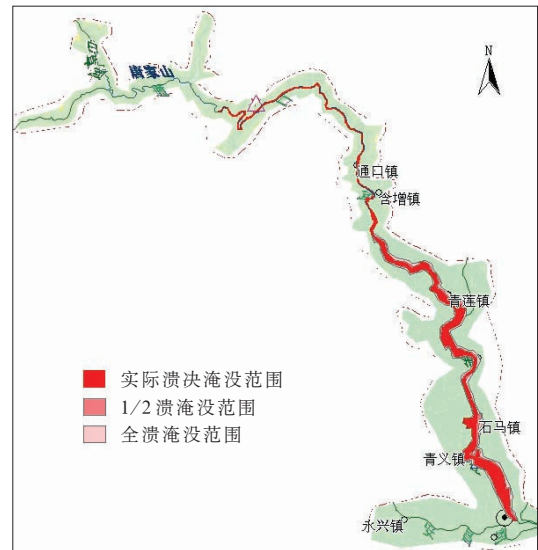 N
唐家山
通口镇
含增镇
青莲镇
实际溃决淹没范围
1/2溃淹没范围
全溃淹没范围
石马镇
青义镇
永兴镇